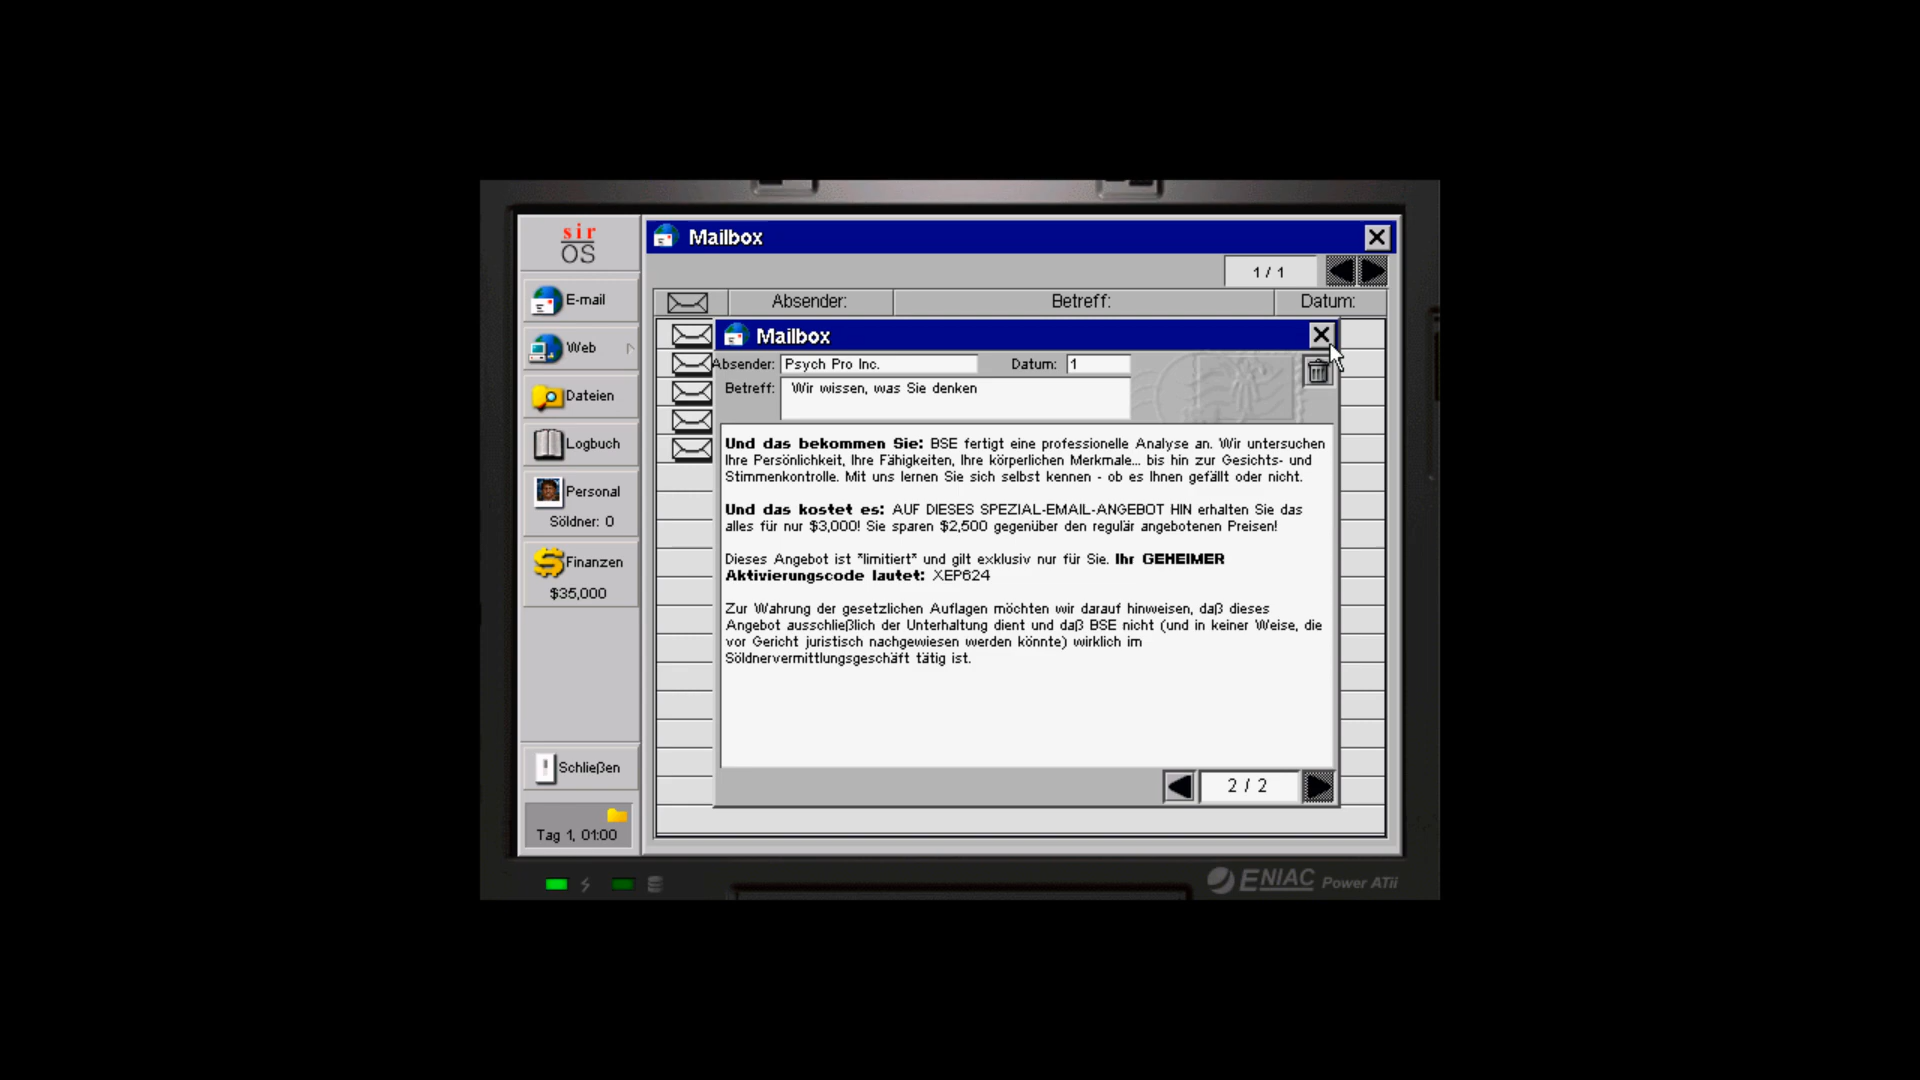 sir
OS
E-mail
Web
Dateien
Logbuch
Personal
Söldner: 0
Finanzen
$35,000
Schließen
Tag 1, 01:00
Mailbox
1 / 1
Absender:
Betreff:
Datum:
Mailbox
Absender:
Psych Pro Inc.
Datum:
1
Betreff:
Wir wissen, was Sie denken
Und das bekommen Sie: BSE fertigt eine professionelle Analyse an. Wir untersuchen
Ihre Persönlichkeit, Ihre Fähigkeiten, Ihre körperlichen Merkmale... bis hin zur Gesichts- und
Stimmenkontrolle. Mit uns lernen Sie sich selbst kennen - ob es Ihnen gefällt oder nicht.
Und das kostet es: AUF DIESES SPEZIAL-EMAIL-ANGEBOT HIN erhalten Sie das
alles für nur $3,000! Sie sparen $2,500 gegenüber den regulär angebotenen Preisen!
Dieses Angebot ist *limitiert* und gilt exklusiv nur für Sie. Ihr GEHEIMER
Aktivierungscode lautet: XEP624
Zur Wahrung der gesetzlichen Auflagen möchten wir darauf hinweisen, daß dieses
Angebot ausschließlich der Unterhaltung dient und daß BSE nicht (und in keiner Weise, die
vor Gericht juristisch nachgewiesen werden könnte) wirklich im
Söldnervermittlungsgeschäft tätig ist.
2 / 2
ENIAC Power ATii